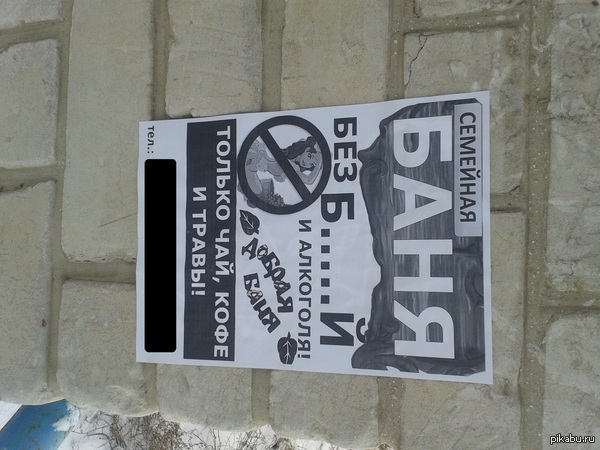 СЕМЕЙНАЯ
БАНЯ
БЕЗ Б......Й
И АЛКОГОЛЯ!
ДОБРАЯ
БАНЯ
ТОЛЬКО ЧАЙ, КОФЕ
И ТРАВЫ!
тел.:
pikabu.ru